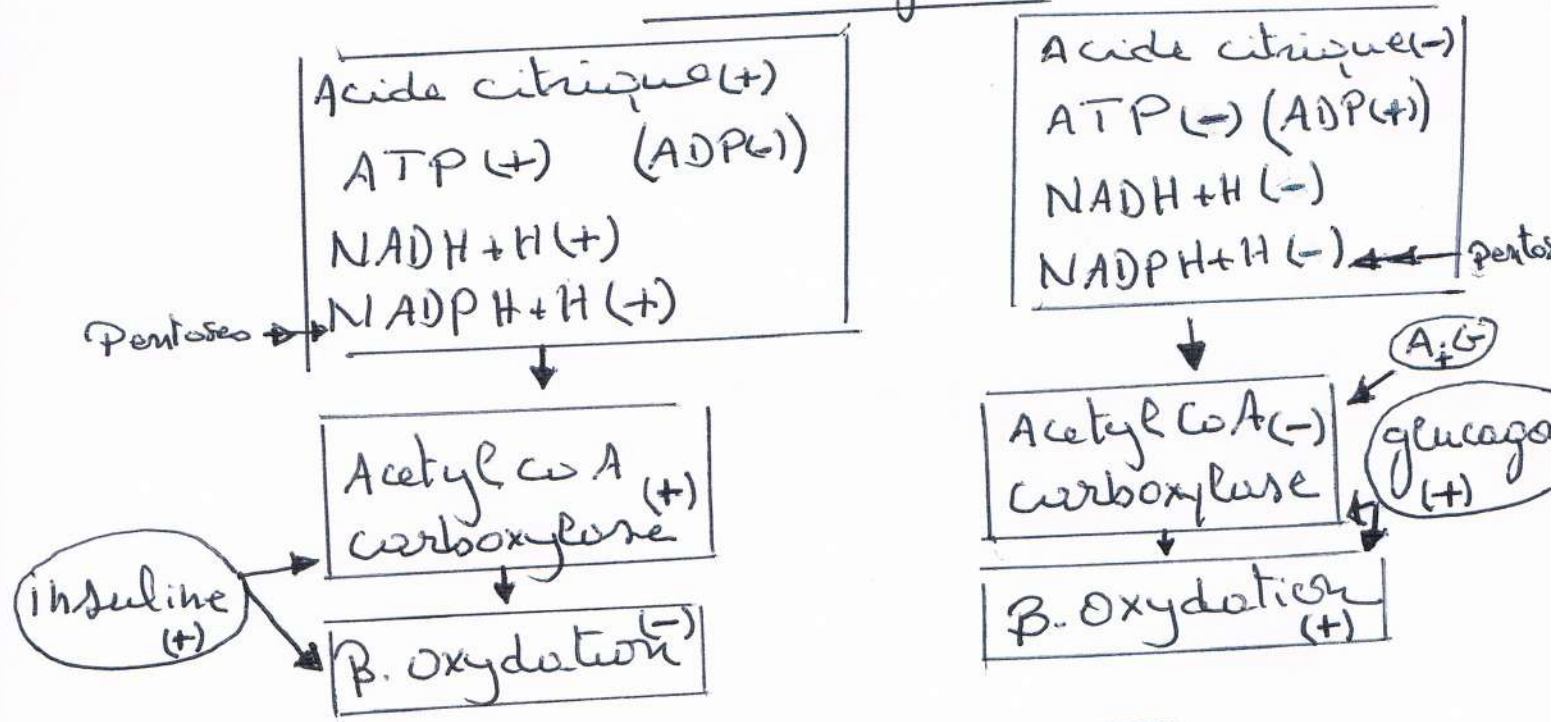 Acide citrique(+)
ATP(+) (ADP(-))
NADH+H(+)
NADPH+H(+)
Pentoses
Acetyl co A
(+)
carboxylase
insuline
(+)
B. oxydation(-)
Acide citrique(-)
ATP(-) (ADP(+))
NADH+H(-)
NADPH+H(-)
Pentos
Acetyl CoA(-)
carboxylase
glucago
(+)
B. Oxydation
(+)